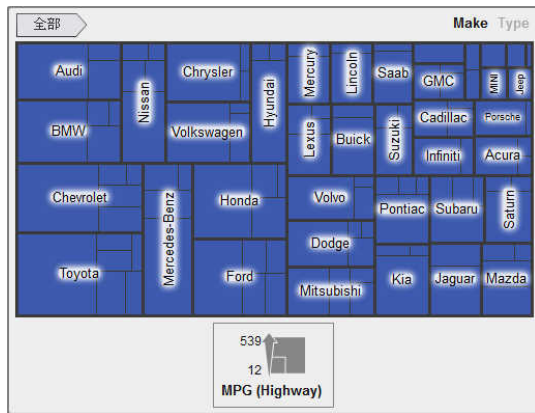 全部
Make Type
Audi
Nissan
Chrysler
Hyundai
Mercury
Lincoln
Saab
GMC
MINI
Jeep
BMW
Volkswagen
Lexus
Buick
Suzuki
Cadillac
Porsche
Infiniti
Acura
Chevrolet
Mercedes-Benz
Honda
Volvo
Pontiac
Subaru
Saturn
Toyota
Ford
Dodge
Mitsubishi
Kia
Jaguar
Mazda
539
12
MPG (Highway)